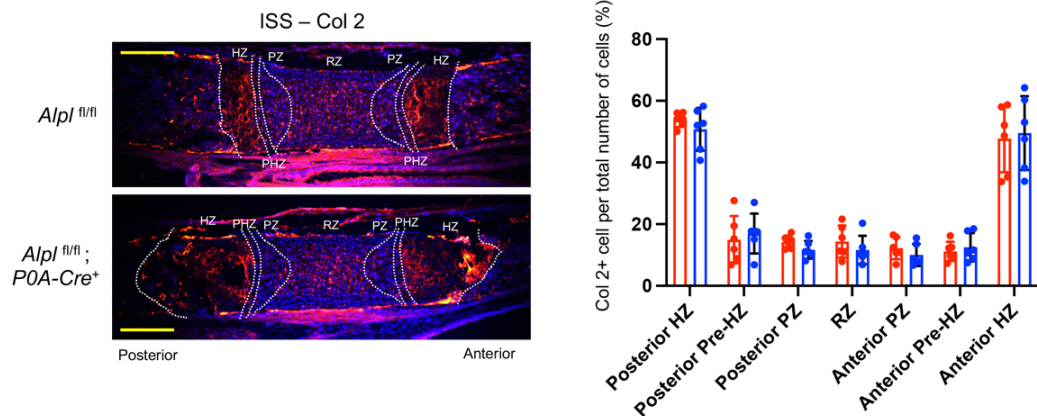 ISS – Col 2
HZ PZ RZ PZ HZ
PHZ PHZ
Alpl fl/fl
HZ PHZ PZ RZ PZ PHZ HZ
Alpl fl/fl ;
P0A-Cre+
Posterior Anterior
Col 2+ cell per total number of cells (%)
80
60
40
20
0
Posterior HZ
Posterior Pre-HZ
Posterior PZ
RZ
Anterior PZ
Anterior Pre-HZ
Anterior HZ